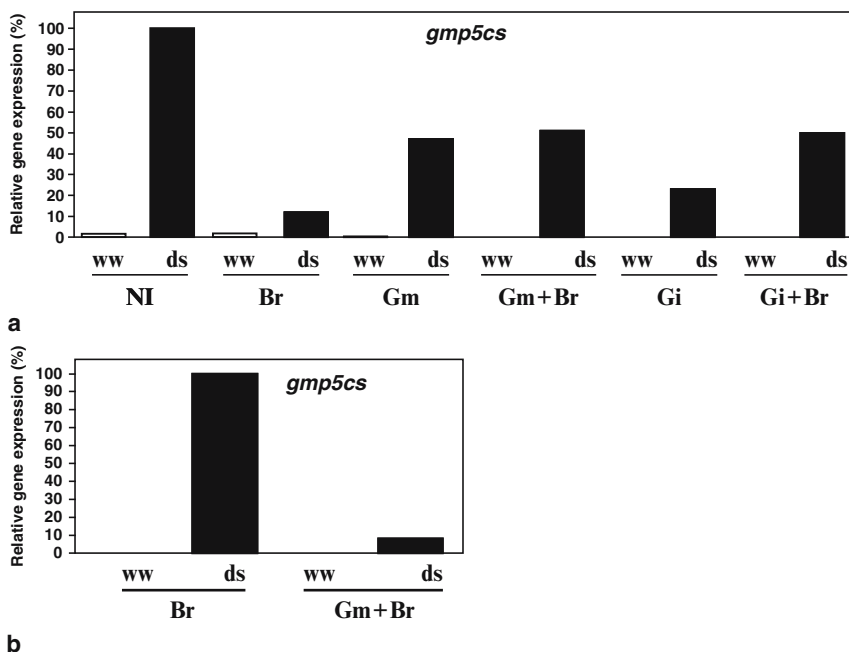 gmp5cs
Relative gene expression (%)
100
90
80
70
60
50
40
30
20
10
0
ww ds ww ds ww ds ww ds ww ds ww ds
NI Br Gm Gm+Br Gi Gi+Br
a
gmp5cs
Relative gene expression (%)
100
90
80
70
60
50
40
30
20
10
0
ww ds ww ds
Br Gm+Br
b